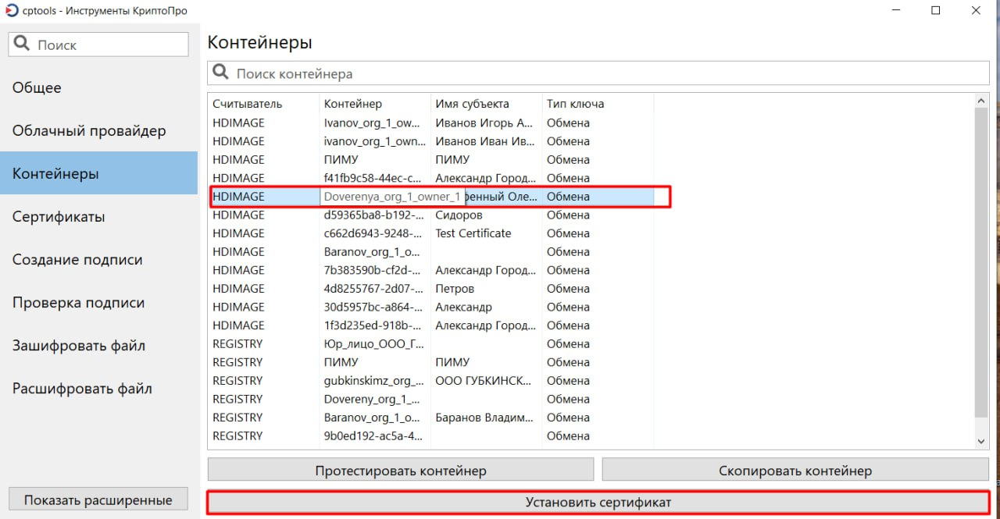 cptools - Инструменты КриптоПро
Поиск
Общее
Облачный провайдер
Контейнеры
Сертификаты
Создание подписи
Проверка подписи
Зашифровать файл
Расшифровать файл
Показать расширенные
Контейнеры
Поиск контейнера
Считыватель Контейнер Имя субъекта Тип ключа
HDIMAGE Ivanov_org_1_ow... Иванов Игорь А... Обмена
HDIMAGE ivanov_org_1_own... Иванов Иван Ив... Обмена
HDIMAGE ПИМУ ПИМУ Обмена
HDIMAGE f41fb9c58-44ec-c... Александр Город... Обмена
HDIMAGE Doverenya_org_1_owner_1 ренный Оле... Обмена
HDIMAGE d59365ba8-b192-... Сидоров Обмена
HDIMAGE c662d6943-9248-... Test Certificate Обмена
HDIMAGE Baranov_org_1_o... Обмена
HDIMAGE 7b383590b-cf2d-... Александр Город... Обмена
HDIMAGE 4d8255767-2d07-... Петров Обмена
HDIMAGE 30d5957bc-a864-... Александр Обмена
HDIMAGE 1f3d235ed-918b-... Александр Город... Обмена
REGISTRY Юр_лицо_ООО_Г... Обмена
REGISTRY ПИМУ ПИМУ Обмена
REGISTRY gubkinskimz_org_... ООО ГУБКИНСК... Обмена
REGISTRY Dovereny_org_1_... Обмена
REGISTRY Baranov_org_1_o... Баранов Владим... Обмена
REGISTRY 9b0ed192-ac5a-4... Обмена
Протестировать контейнер
Скопировать контейнер
Установить сертификат